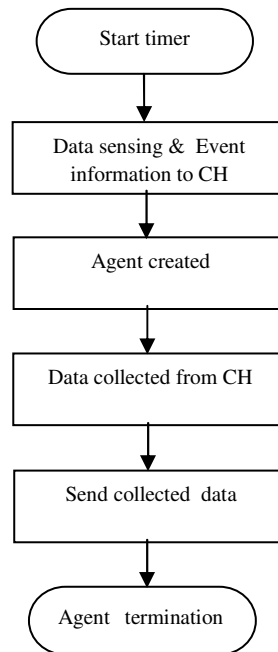 Start timer
Data sensing & Event
information to CH
Agent created
Data collected from CH
Send collected data
Agent termination